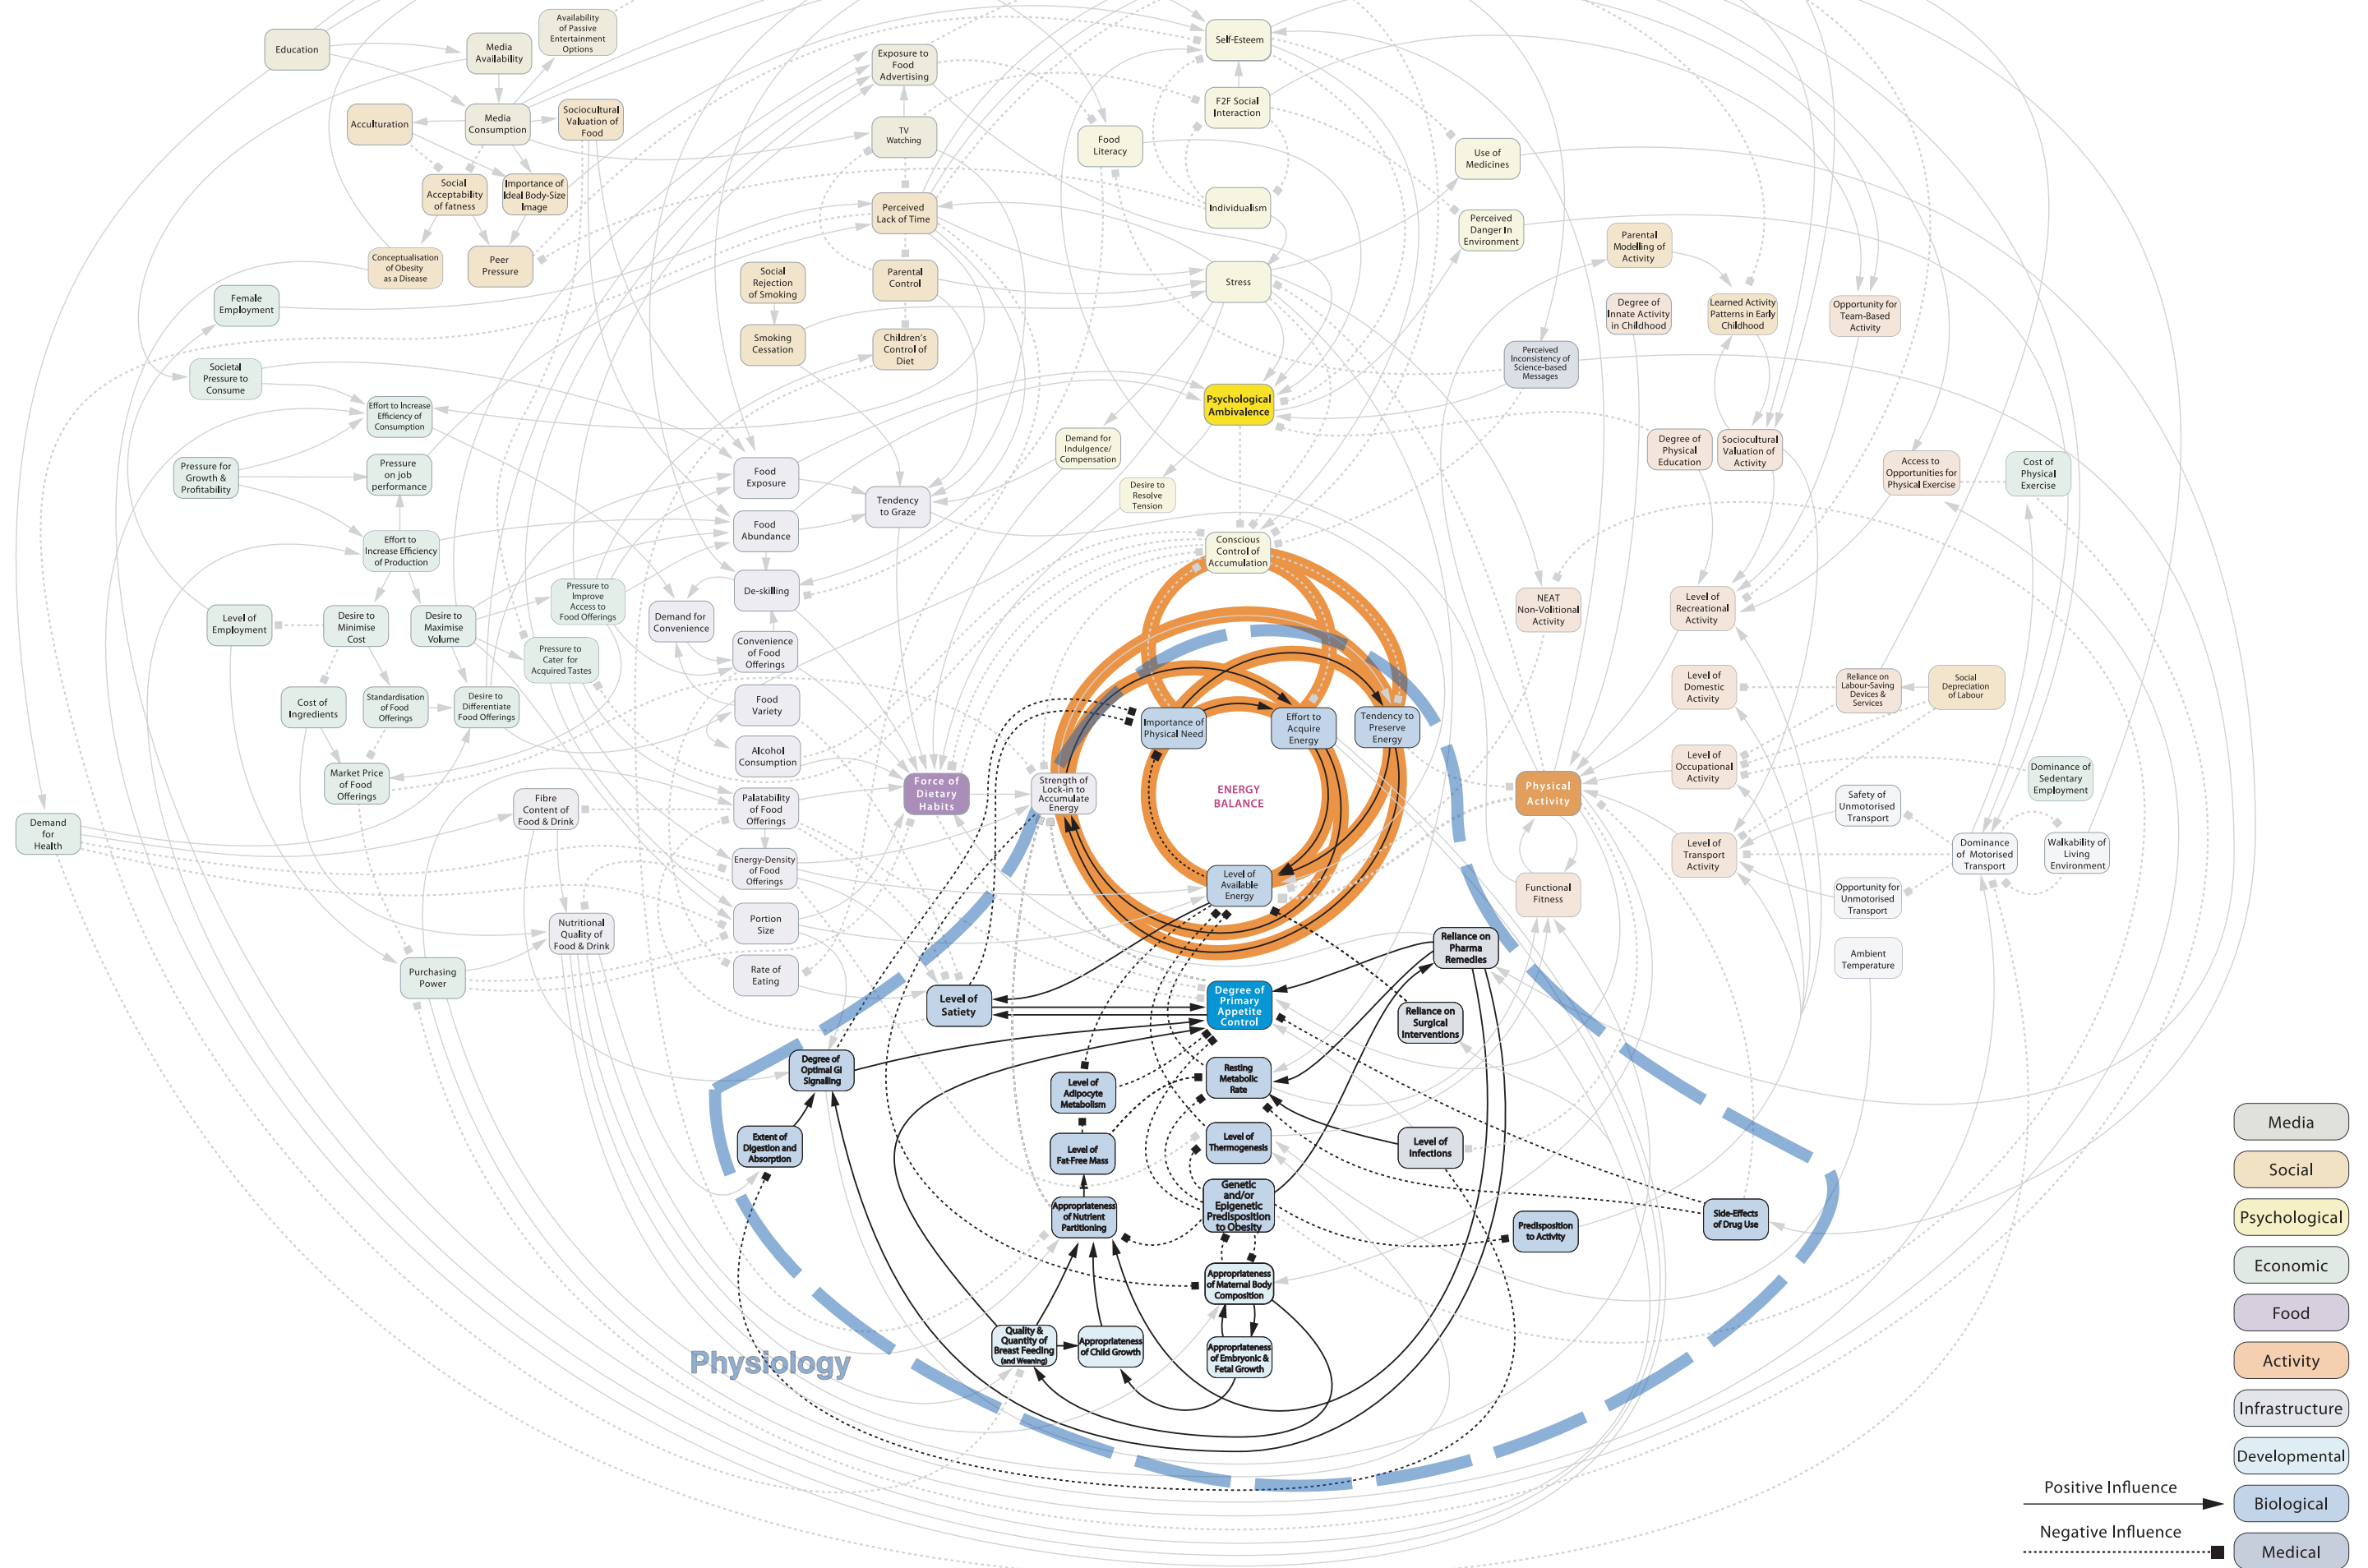 Education
Media
Availability
Availability
of Passive
Entertainment
Options
Acculturation
Media
Consumption
Sociocultural
Valuation of
Food
Social
Acceptability
of fatness
Importance of
Ideal Body-Size
Image
Conceptualisation
of Obesity
as a Disease
Peer
Pressure
Exposure to
Food
Advertising
TV
Watching
Perceived
Lack of Time
Parental
Control
Children's
Control of
Diet
Social
Rejection
of Smoking
Smoking
Cessation
Self-Esteem
F2F Social
Interaction
Food
Literacy
Individualism
Stress
Use of
Medicines
Perceived
Danger In
Environment
Parental
Modelling of
Activity
Degree of
Innate Activity
in Childhood
Learned Activity
Patterns in Early
Childhood
Opportunity for
Team-Based
Activity
Perceived
Inconsistency of
Science-based
Messages
Female
Employment
Societal
Pressure to
Consume
Effort to Increase
Efficiency of
Consumption
Pressure for
Growth &
Profitability
Pressure
on job
performance
Effort to
Increase Efficiency
of Production
Level of
Employment
Desire to
Minimise
Cost
Desire to
Maximise
Volume
Pressure to
Improve
Access to
Food Offerings
Pressure to
Cater for
Acquired Tastes
Cost of
Ingredients
Standardisation
of Food
Offerings
Desire to
Differentiate
Food Offerings
Market Price
of Food
Offerings
Demand
for
Health
Fibre
Content of
Food & Drink
Nutritional
Quality of
Food & Drink
Purchasing
Power
Food
Exposure
Food
Abundance
De-skilling
Demand for
Convenience
Convenience
of Food
Offerings
Food
Variety
Alcohol
Consumption
Palatability
of Food
Offerings
Energy-Density
of Food
Offerings
Portion
Size
Rate of
Eating
Tendency
to Graze
Force of
Dietary
Habits
Psychological
Ambivalence
Demand for
Indulgence/
Compensation
Desire to
Resolve
Tension
Conscious
Control of
Accumulation
Importance of
Physical Need
Effort to
Acquire
Energy
Tendency to
Preserve
Energy
Strength of
Lock-in to
Accumulate
Energy
ENERGY
BALANCE
Level of
Available
Energy
Degree of
Physical
Education
Sociocultural
Valuation of
Activity
Access to
Opportunities for
Physical Exercise
Cost of
Physical
Exercise
NEAT
Non-Volitional
Activity
Level of
Recreational
Activity
Level of
Domestic
Activity
Reliance on
Labour-Saving
Devices &
Services
Social
Depreciation
of Labour
Level of
Occupational
Activity
Dominance of
Sedentary
Employment
Safety of
Unmotorised
Transport
Level of
Transport
Activity
Dominance
of Motorised
Transport
Walkability of
Living
Environment
Opportunity for
Unmotorised
Transport
Ambient
Temperature
Physical
Activity
Functional
Fitness
Reliance on
Pharma
Remedies
Level of
Satiety
Degree of
Primary
Appetite
Control
Reliance on
Surgical
Interventions
Degree of
Optimal GI
Signalling
Level of
Adipocyte
Metabolism
Resting
Metabolic
Rate
Extent of
Digestion and
Absorption
Level of
Fat-Free Mass
Level of
Thermogenesis
Level of
Infections
Appropriateness
of Nutrient
Partitioning
Genetic
and/or
Epigenetic
Predisposition
to Obesity
Predisposition
to Activity
Side-Effects
of Drug Use
Appropriateness
of Maternal Body
Composition
Quality &
Quantity of
Breast Feeding
(and Weaning)
Appropriateness
of Child Growth
Appropriateness
of Embryonic &
Fetal Growth
Physiology
Media
Social
Psychological
Economic
Food
Activity
Infrastructure
Developmental
Biological
Medical
Positive Influence
Negative Influence